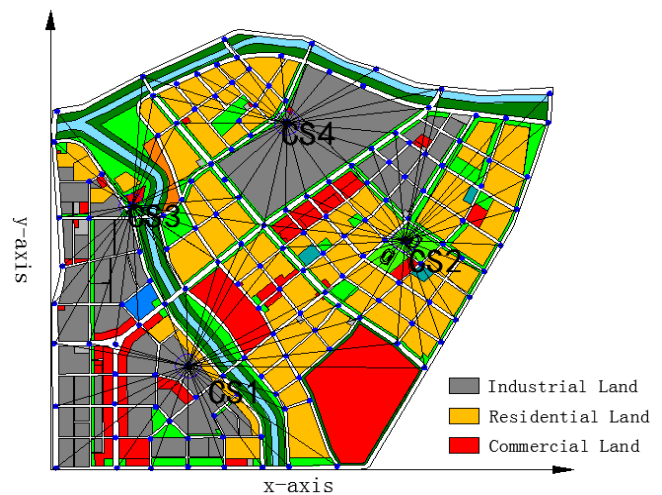 CS4
CS3
y-axis
CS2
CS1
Industrial Land
Residential Land
Commercial Land
x-axis